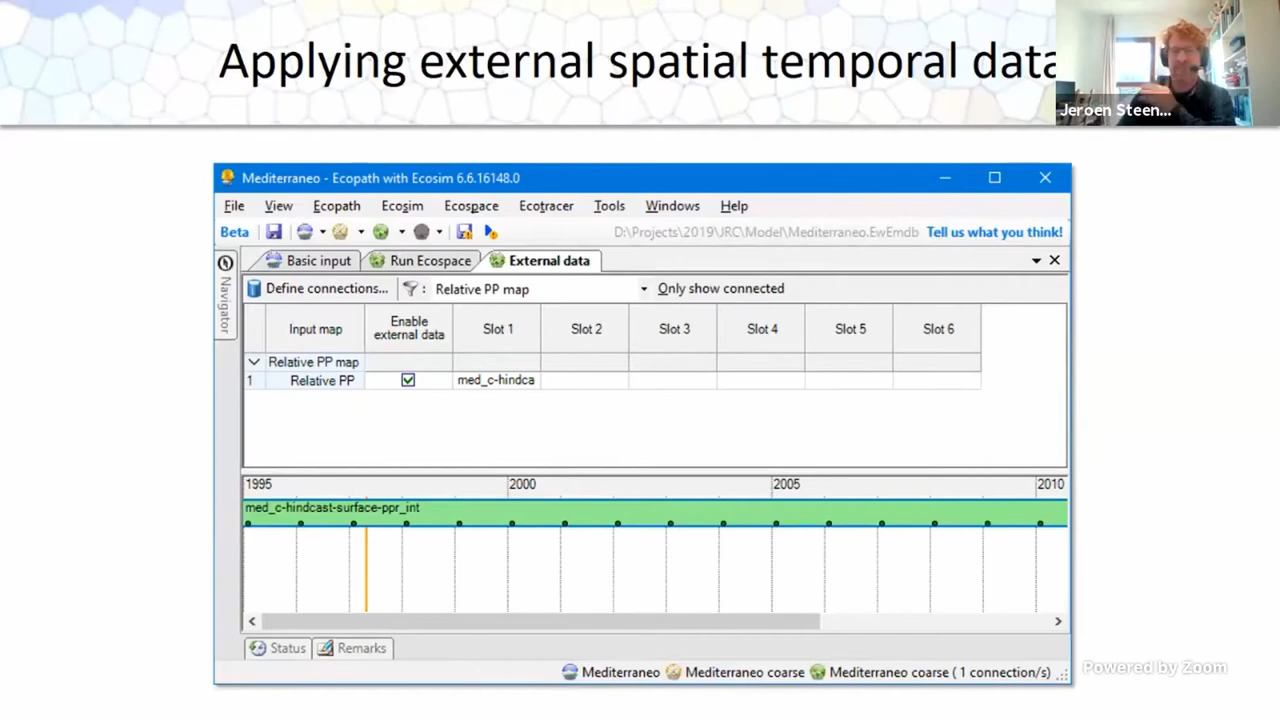 Applying external spatial temporal data
Jeroen Steen...
Mediterraneo - Ecopath with Ecosim 6.6.16148.0
File View Ecopath Ecosim Ecospace Ecotracer Tools Windows Help
Beta D:\Projects\2019\JRC\Model\Mediterraneo.EwEmdb Tell us what you think!
Navigator
Basic input Run Ecospace External data
Define connections... : Relative PP map Only show connected
Input map Enable external data Slot 1 Slot 2 Slot 3 Slot 4 Slot 5 Slot 6
Relative PP map
1 Relative PP med_c-hindca
1995 2000 2005 2010
med_c-hindcast-surface-ppr_int
Status Remarks
Mediterraneo Mediterraneo coarse Mediterraneo coarse ( 1 connection/s)
Powered by Zoom